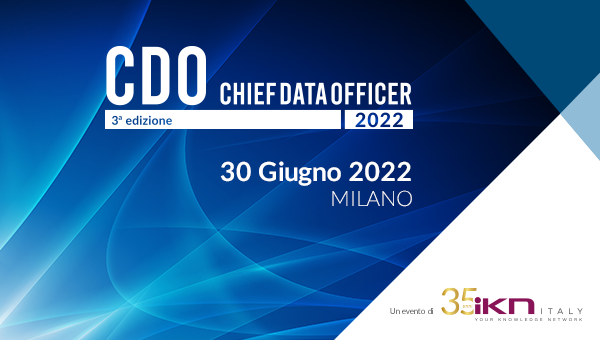 CDO CHIEF DATA OFFICER
3ª edizione 2022
30 Giugno 2022
MILANO
Un evento di 35 iKN ITALY
YOUR KNOWLEDGE NETWORK